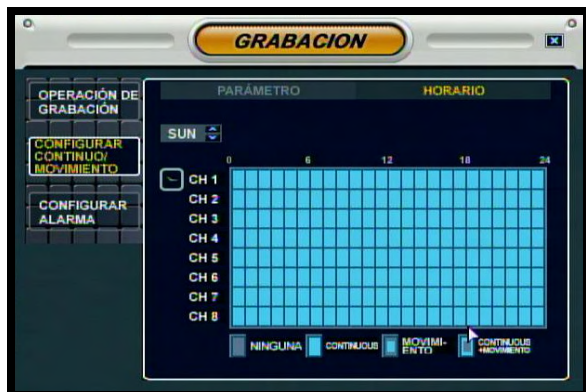 GRABACION
OPERACIÓN DE
GRABACIÓN
CONFIGURAR
CONTINUO/
MOVIMIENTO
CONFIGURAR
ALARMA
PARÁMETRO HORARIO
SUN
0 6 12 18 24
CH 1
CH 2
CH 3
CH 4
CH 5
CH 6
CH 7
CH 8
NINGUNA CONTINUOUS MOVIMI-
ENTO CONTINUOUS
+MOVIMIENTO